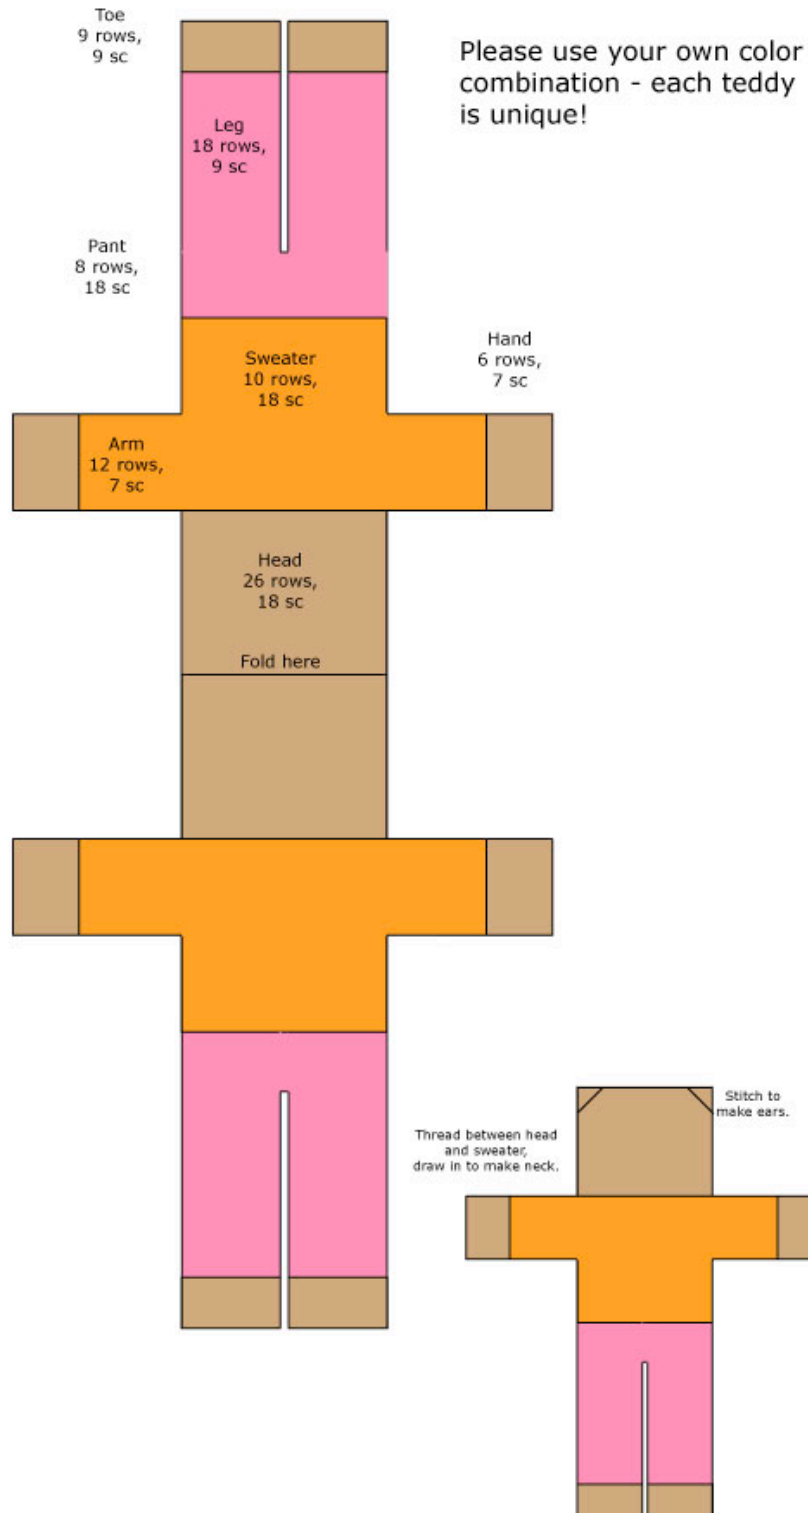 Toe
9 rows,
9 sc
Please use your own color
combination - each teddy
is unique!
Leg
18 rows,
9 sc
Pant
8 rows,
18 sc
Sweater
10 rows,
18 sc
Hand
6 rows,
7 sc
Arm
12 rows,
7 sc
Head
26 rows,
18 sc
Fold here
Stitch to
make ears.
Thread between head
and sweater,
draw in to make neck.